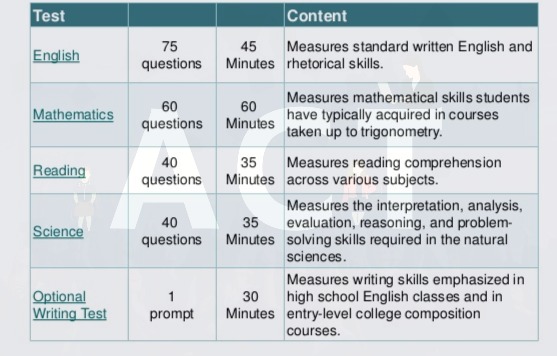 Test Content
English
75
questions
45
Minutes
Measures standard written English and
rhetorical skills.
Mathematics
60
questions
60
Minutes
Measures mathematical skills students
have typically acquired in courses
taken up to trigonometry.
Reading
40
questions
35
Minutes
Measures reading comprehension
across various subjects.
Science
40
questions
35
Minutes
Measures the interpretation, analysis,
evaluation, reasoning, and problem-
solving skills required in the natural
sciences.
Optional
Writing Test
1
prompt
30
Minutes
Measures writing skills emphasized in
high school English classes and in
entry-level college composition
courses.
ACT